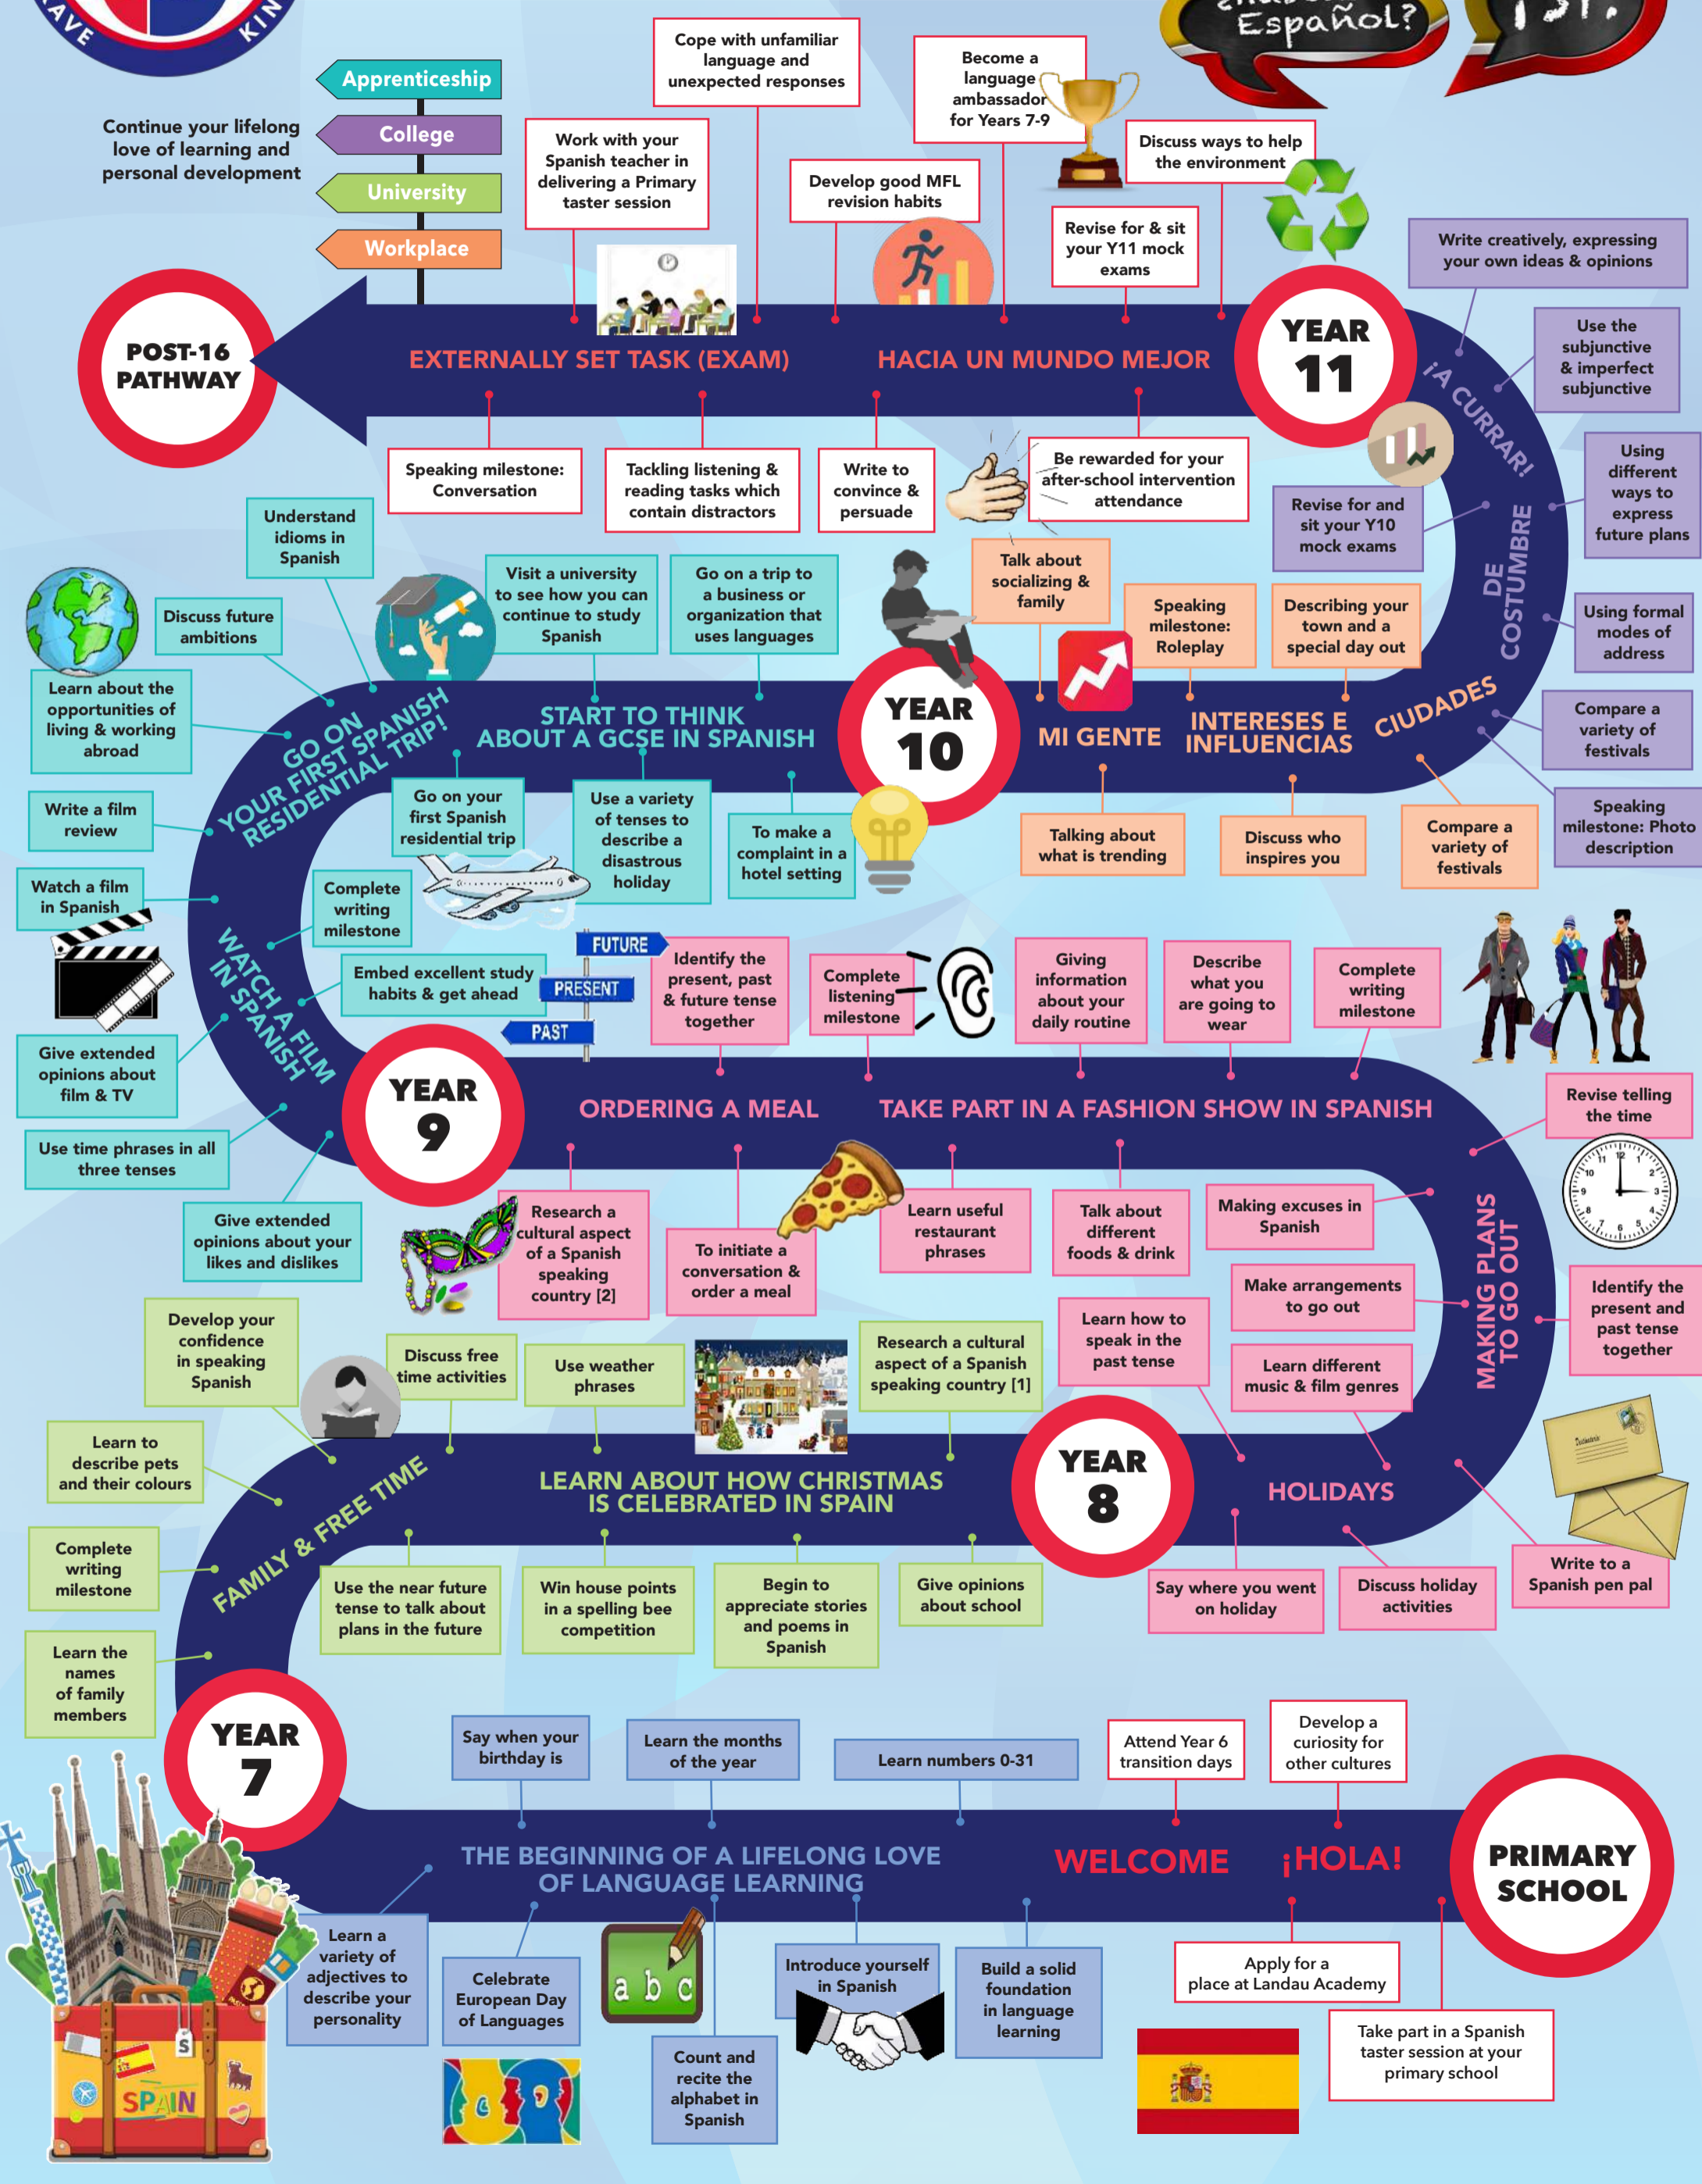 RAVE
KIN
Español?
¡SÍ!
Apprenticeship
College
University
Workplace
Continue your lifelong
love of learning and
personal development
Cope with unfamiliar
language and
unexpected responses
Become a
language
ambassador
for Years 7-9
Work with your
Spanish teacher in
delivering a Primary
taster session
Develop good MFL
revision habits
Discuss ways to help
the environment
Revise for & sit
your Y11 mock
exams
Write creatively, expressing
your own ideas & opinions
POST-16
PATHWAY
EXTERNALLY SET TASK (EXAM)
HACIA UN MUNDO MEJOR
YEAR
11
¡A CURRAR!
Use the
subjunctive
& imperfect
subjunctive
Speaking milestone:
Conversation
Tackling listening &
reading tasks which
contain distractors
Write to
convince &
persuade
Be rewarded for your
after-school intervention
attendance
Revise for and
sit your Y10
mock exams
Using
different
ways to
express
future plans
DE
COSTUMBRE
Using formal
modes of
address
Compare a
variety of
festivals
Speaking
milestone: Photo
description
Understand
idioms in
Spanish
Discuss future
ambitions
Visit a university
to see how you can
continue to study
Spanish
Go on a trip to
a business or
organization that
uses languages
Talk about
socializing &
family
Speaking
milestone:
Roleplay
Describing your
town and a
special day out
Learn about the
opportunities of
living & working
abroad
GO ON
YOUR FIRST SPANISH
RESIDENTIAL TRIP!
START TO THINK
ABOUT A GCSE IN SPANISH
YEAR
10
MI GENTE
INTERESES E
INFLUENCIAS
CIUDADES
Write a film
review
Go on your
first Spanish
residential trip
Use a variety
of tenses to
describe a
disastrous
holiday
To make a
complaint in a
hotel setting
Talking about
what is trending
Discuss who
inspires you
Compare a
variety of
festivals
Watch a film
in Spanish
Complete
writing
milestone
Embed excellent study
habits & get ahead
WATCH A FILM
IN SPANISH
Give extended
opinions about
film & TV
Use time phrases in all
three tenses
Give extended
opinions about your
likes and dislikes
FUTURE
PRESENT
PAST
Identify the
present, past
& future tense
together
Complete
listening
milestone
Giving
information
about your
daily routine
Describe
what you
are going to
wear
Complete
writing
milestone
YEAR
9
ORDERING A MEAL
TAKE PART IN A FASHION SHOW IN SPANISH
Revise telling
the time
12
1
2
3
4
5
6
7
8
9
10
11
Research a
cultural aspect
of a Spanish
speaking
country [2]
To initiate a
conversation &
order a meal
Learn useful
restaurant
phrases
Talk about
different
foods & drink
Making excuses in
Spanish
Make arrangements
to go out
MAKING PLANS
TO GO OUT
Identify the
present and
past tense
together
Learn how to
speak in the
past tense
Learn different
music & film genres
Develop your
confidence
in speaking
Spanish
Discuss free
time activities
Use weather
phrases
Research a cultural
aspect of a Spanish
speaking country [1]
Learn to
describe pets
and their colours
FAMILY & FREE TIME
LEARN ABOUT HOW CHRISTMAS
IS CELEBRATED IN SPAIN
YEAR
8
HOLIDAYS
Complete
writing
milestone
Use the near future
tense to talk about
plans in the future
Win house points
in a spelling bee
competition
Begin to
appreciate stories
and poems in
Spanish
Give opinions
about school
Say where you went
on holiday
Discuss holiday
activities
Write to a
Spanish pen pal
Learn the
names
of family
members
YEAR
7
Say when your
birthday is
Learn the months
of the year
Learn numbers 0-31
Attend Year 6
transition days
Develop a
curiosity for
other cultures
THE BEGINNING OF A LIFELONG LOVE
OF LANGUAGE LEARNING
WELCOME
¡HOLA!
PRIMARY
SCHOOL
Learn a
variety of
adjectives to
describe your
personality
Celebrate
European Day
of Languages
a b c
Count and
recite the
alphabet in
Spanish
Introduce yourself
in Spanish
Build a solid
foundation
in language
learning
Apply for a
place at Landau Academy
Take part in a Spanish
taster session at your
primary school
S
SPAIN